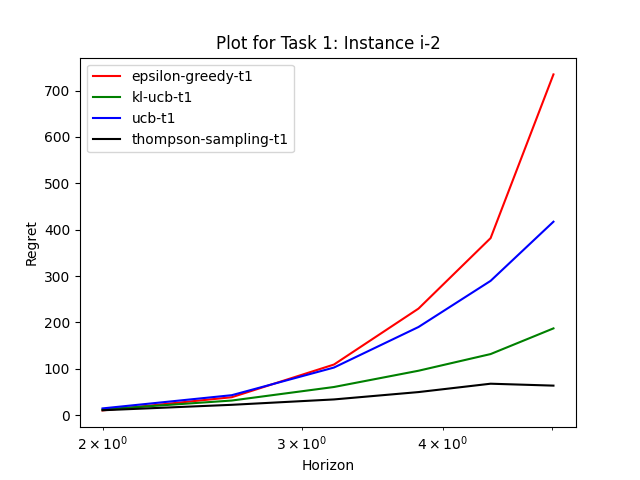 Plot for Task 1: Instance i-2
epsilon-greedy-t1
kl-ucb-t1
ucb-t1
thompson-sampling-t1
Regret
700
600
500
400
300
200
100
0
2 × 10⁰
3 × 10⁰
4 × 10⁰
Horizon